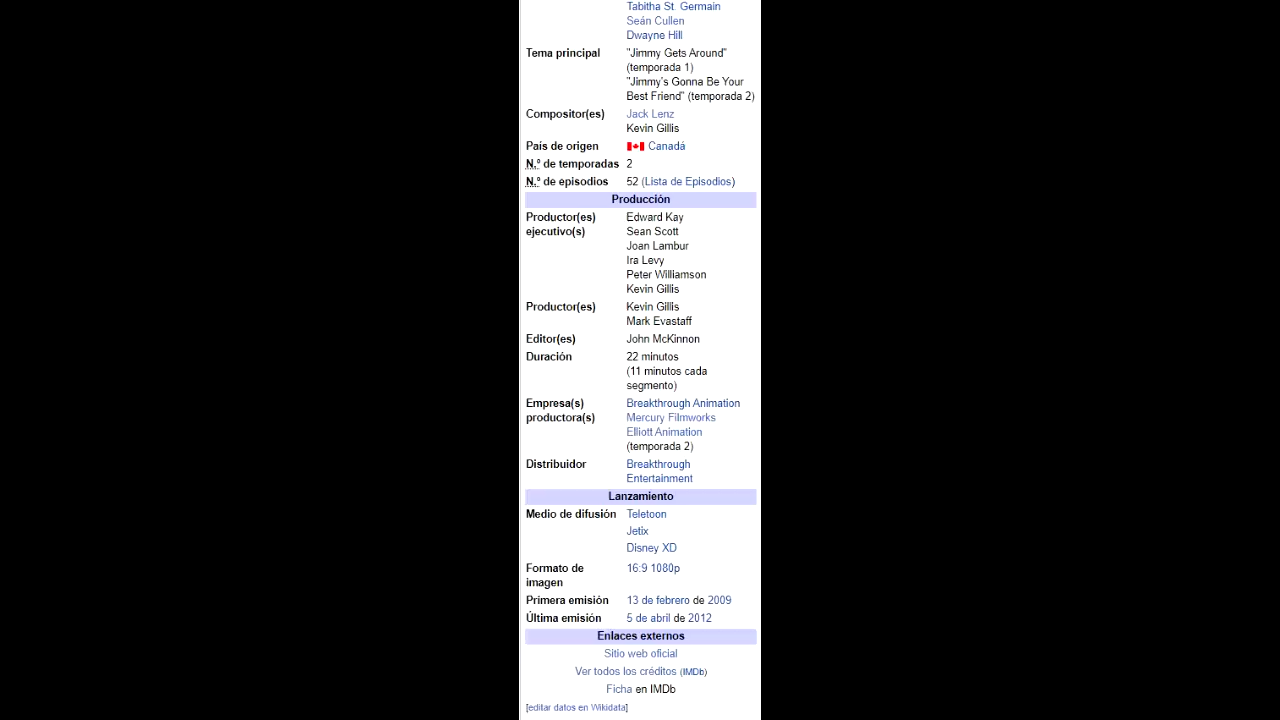 Tabitha St. Germain
Seán Cullen
Dwayne Hill
Tema principal "Jimmy Gets Around"
(temporada 1)
"Jimmy's Gonna Be Your
Best Friend" (temporada 2)
Compositor(es) Jack Lenz
Kevin Gillis
País de origen Canadá
N.º de temporadas 2
N.º de episodios 52 (Lista de Episodios)
Producción
Productor(es) Edward Kay
ejecutivo(s) Sean Scott
Joan Lambur
Ira Levy
Peter Williamson
Kevin Gillis
Productor(es) Kevin Gillis
Mark Evastaff
Editor(es) John McKinnon
Duración 22 minutos
(11 minutos cada
segmento)
Empresa(s) Breakthrough Animation
productora(s) Mercury Filmworks
Elliott Animation
(temporada 2)
Distribuidor Breakthrough
Entertainment
Lanzamiento
Medio de difusión Teletoon
Jetix
Disney XD
Formato de 16:9 1080p
imagen
Primera emisión 13 de febrero de 2009
Última emisión 5 de abril de 2012
Enlaces externos
Sitio web oficial
Ver todos los créditos (IMDb)
Ficha en IMDb
[editar datos en Wikidata]